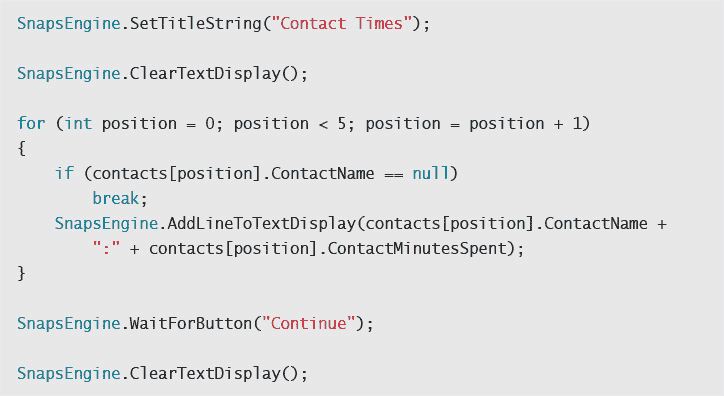 SnapsEngine.SetTitleString("Contact Times");
SnapsEngine.ClearTextDisplay();
for (int position = 0; position < 5; position = position + 1)
{
    if (contacts[position].ContactName == null)
        break;
    SnapsEngine.AddLineToTextDisplay(contacts[position].ContactName +
        ":" + contacts[position].ContactMinutesSpent);
}
SnapsEngine.WaitForButton("Continue");
SnapsEngine.ClearTextDisplay();